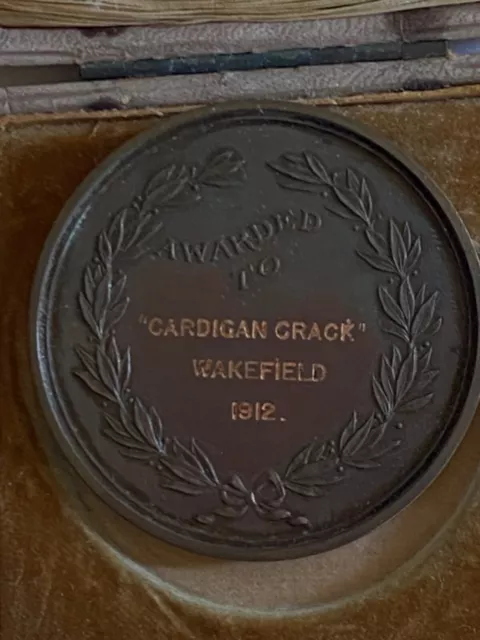 AWARDED
TO
"CARDIGAN CRACK"
WAKEFIELD
1912.